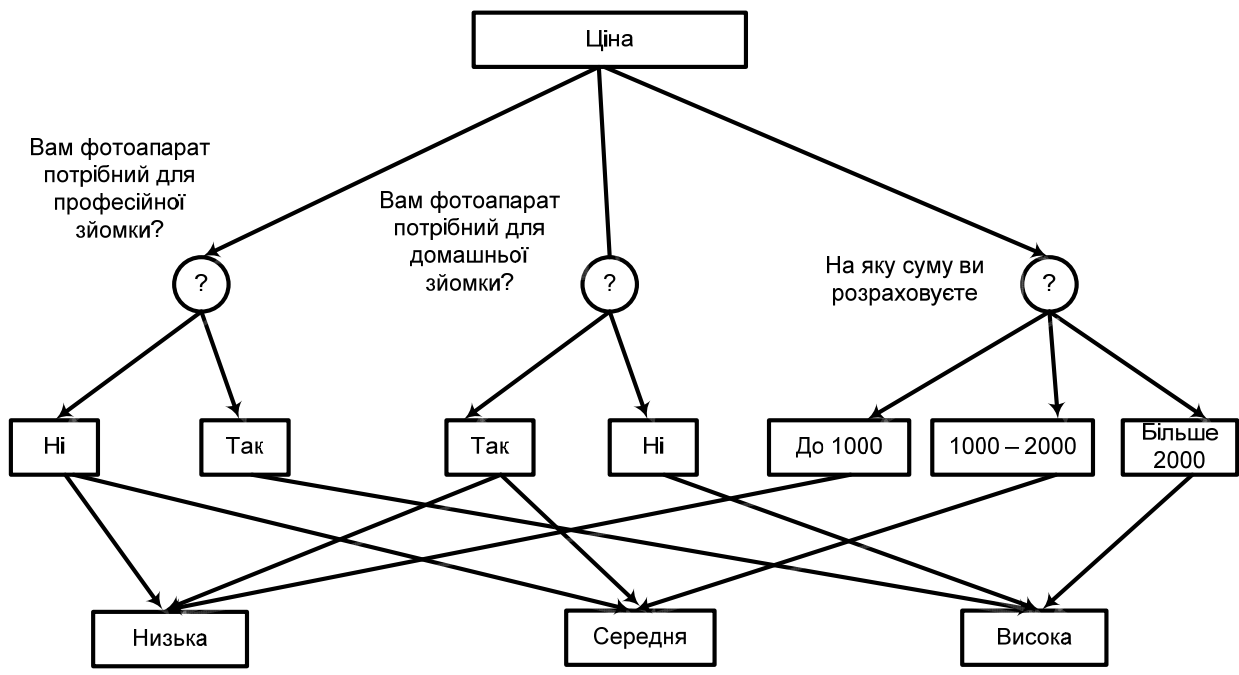 Ціна
Вам фотоапарат
потрібний для
професійної
зйомки?
Вам фотоапарат
потрібний для
домашньої
зйомки?
На яку суму ви
розраховуєте
?
?
?
Ні
Так
Так
Ні
До 1000
1000 – 2000
Більше
2000
Низька
Середня
Висока